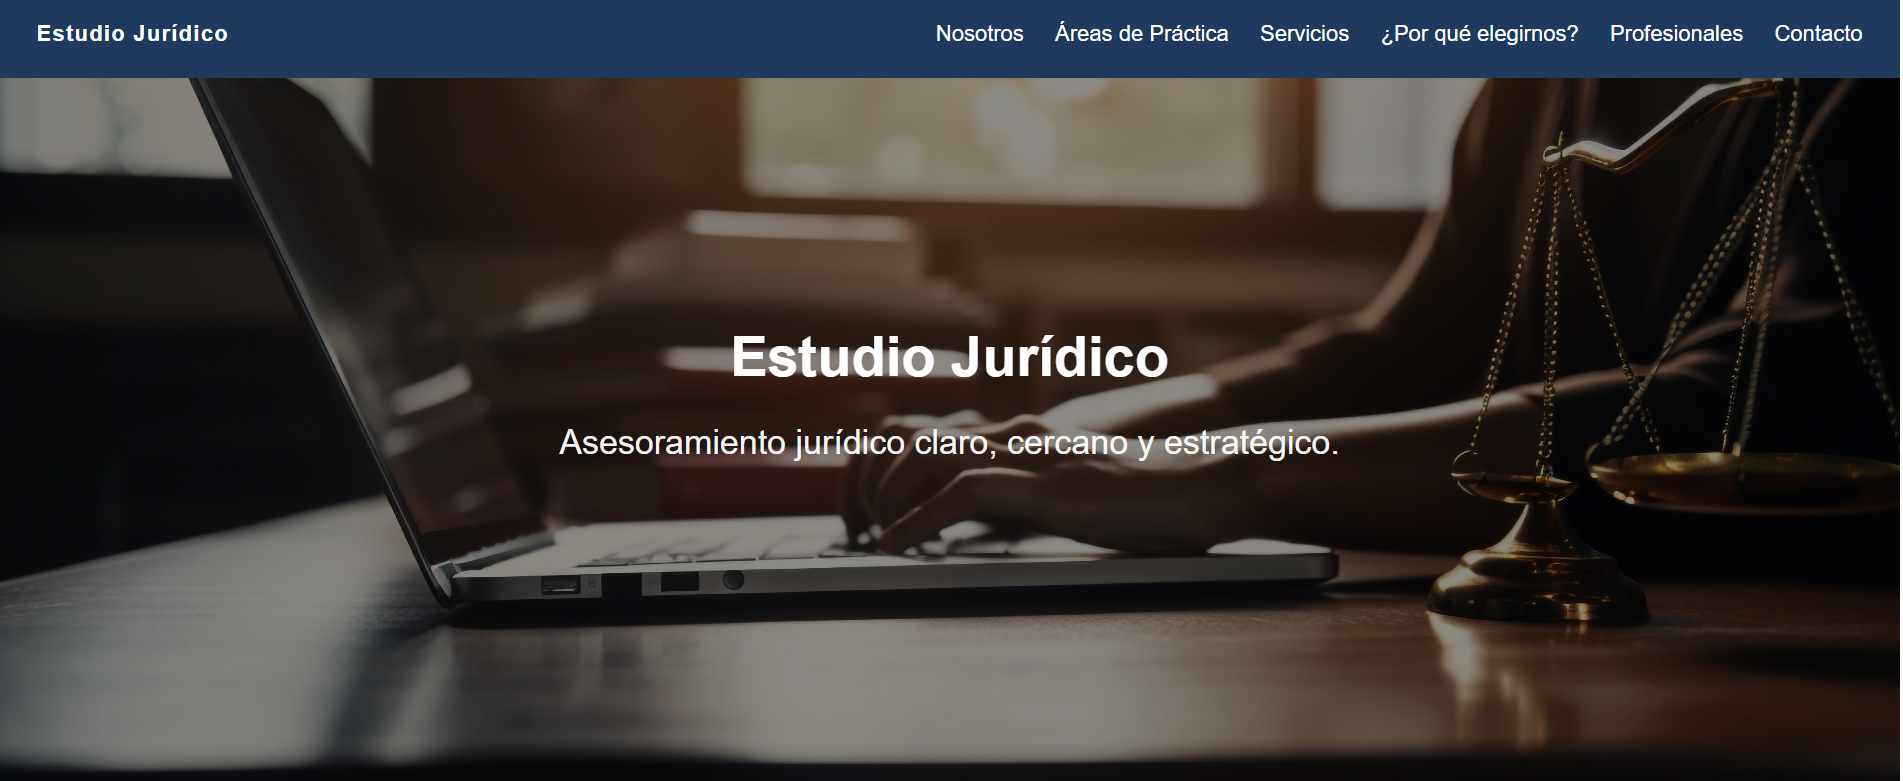 Estudio Jurídico
Nosotros Áreas de Práctica Servicios ¿Por qué elegirnos? Profesionales Contacto
Estudio Jurídico
Asesoramiento jurídico claro, cercano y estratégico.